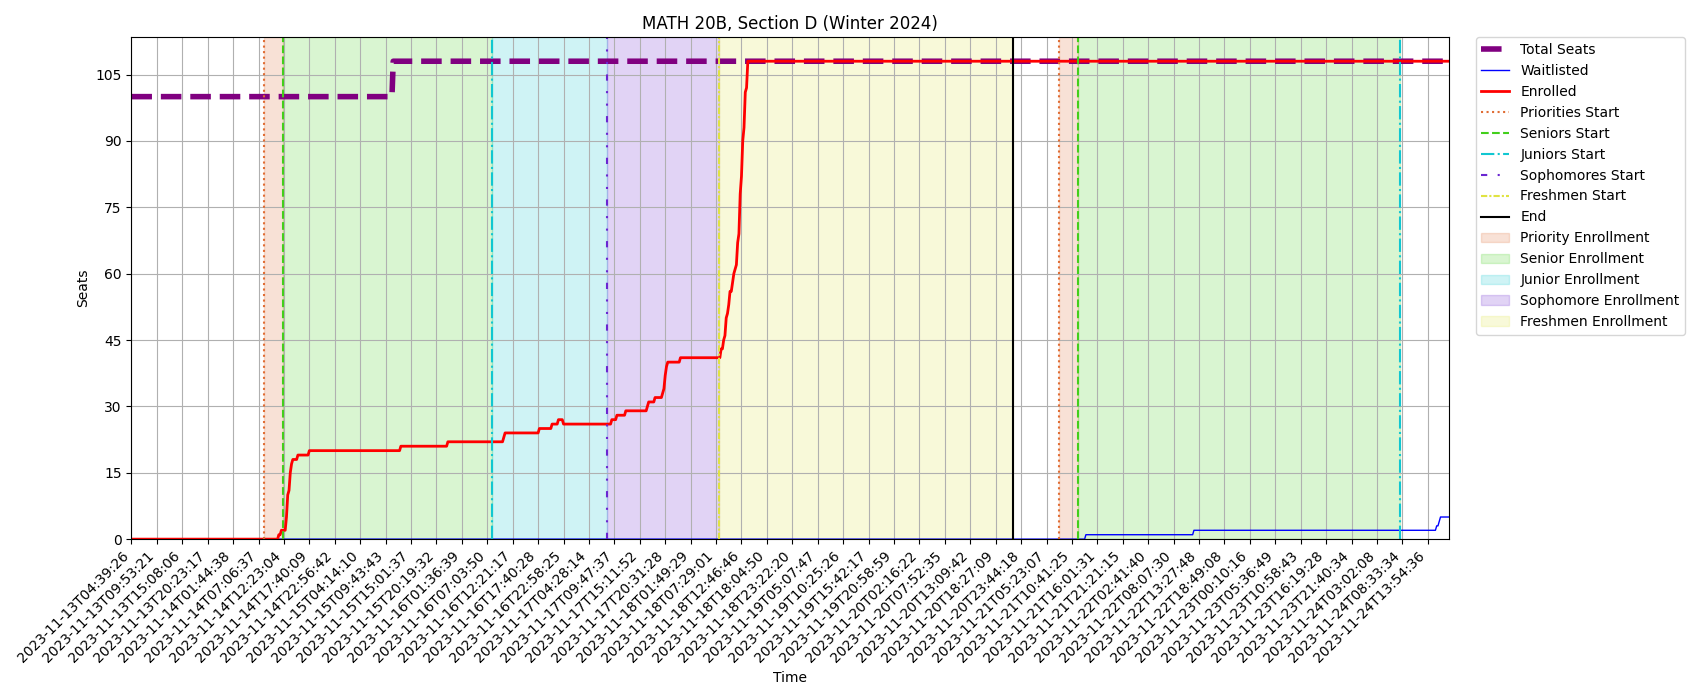 MATH 20B, Section D (Winter 2024)
Total Seats
Waitlisted
Enrolled
Priorities Start
Seniors Start
Juniors Start
Sophomores Start
Freshmen Start
End
Priority Enrollment
Senior Enrollment
Junior Enrollment
Sophomore Enrollment
Freshmen Enrollment
Seats
105
90
75
60
45
30
15
0
2023-11-13T04:39:26
2023-11-13T09:53:21
2023-11-13T15:08:06
2023-11-13T20:23:17
2023-11-14T01:44:38
2023-11-14T07:06:37
2023-11-14T12:23:04
2023-11-14T17:40:09
2023-11-14T22:56:42
2023-11-15T04:14:10
2023-11-15T09:43:43
2023-11-15T15:01:37
2023-11-15T20:19:32
2023-11-16T01:36:39
2023-11-16T07:03:50
2023-11-16T12:21:17
2023-11-16T17:40:28
2023-11-16T22:58:25
2023-11-17T04:28:14
2023-11-17T09:47:37
2023-11-17T15:11:52
2023-11-17T20:31:28
2023-11-18T01:49:29
2023-11-18T07:29:01
2023-11-18T12:46:46
2023-11-18T18:04:50
2023-11-18T23:22:20
2023-11-19T05:07:47
2023-11-19T10:25:26
2023-11-19T15:42:17
2023-11-19T20:58:59
2023-11-20T02:16:22
2023-11-20T07:52:35
2023-11-20T13:09:42
2023-11-20T18:27:09
2023-11-20T23:44:18
2023-11-21T05:23:07
2023-11-21T10:41:25
2023-11-21T16:01:31
2023-11-21T21:21:15
2023-11-22T02:41:40
2023-11-22T08:07:30
2023-11-22T13:27:48
2023-11-22T18:49:08
2023-11-23T00:10:16
2023-11-23T05:36:49
2023-11-23T10:58:43
2023-11-23T16:19:28
2023-11-23T21:40:34
2023-11-24T03:02:08
2023-11-24T08:33:34
2023-11-24T13:54:36
Time